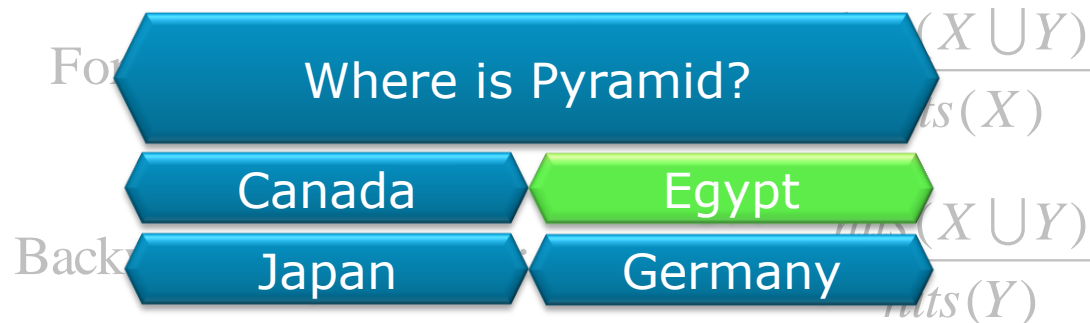 (X ⋃ Y)
Where is Pyramid?
(X)
Canada
Egypt
(X ⋃ Y)
Japan
Germany
(Y)